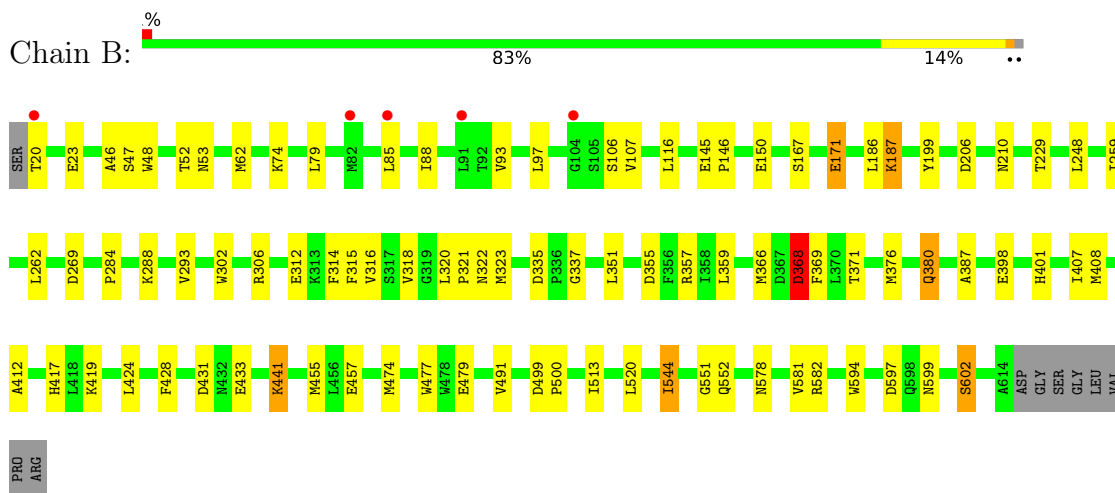 .%
Chain B:
83% 14% ••
SER T20 E23 A46 S47 W48 T52 N53 M62 K74 L79 M82 L85 I88 L91 T92 V93 L97 G104 S105 S106 V107 L116 E145 P146 E150 S167 E171 L186 K187 Y199 D206 N210 T229 L248
L262 D269 P284 K288 V293 W302 R306 E312 K313 F314 F315 V316 S317 V318 G319 L320 P321 N322 M323 D335 P336 G337 L351 D355 F356 R357 I358 L359 M366 D367 D368 F369 L370 T371 M376 Q380 A387 E398 H401 I407 M408
A412 H417 L418 K419 L424 F428 D431 N432 E433 K441 M455 L456 E457 M474 W477 W478 E479 V491 D499 P500 I513 L520 I544 G551 Q552 N578 V581 R582 W594 D597 Q598 N599 S602 A614 ASP GLY SER GLY LEU VAL
PRO ARG